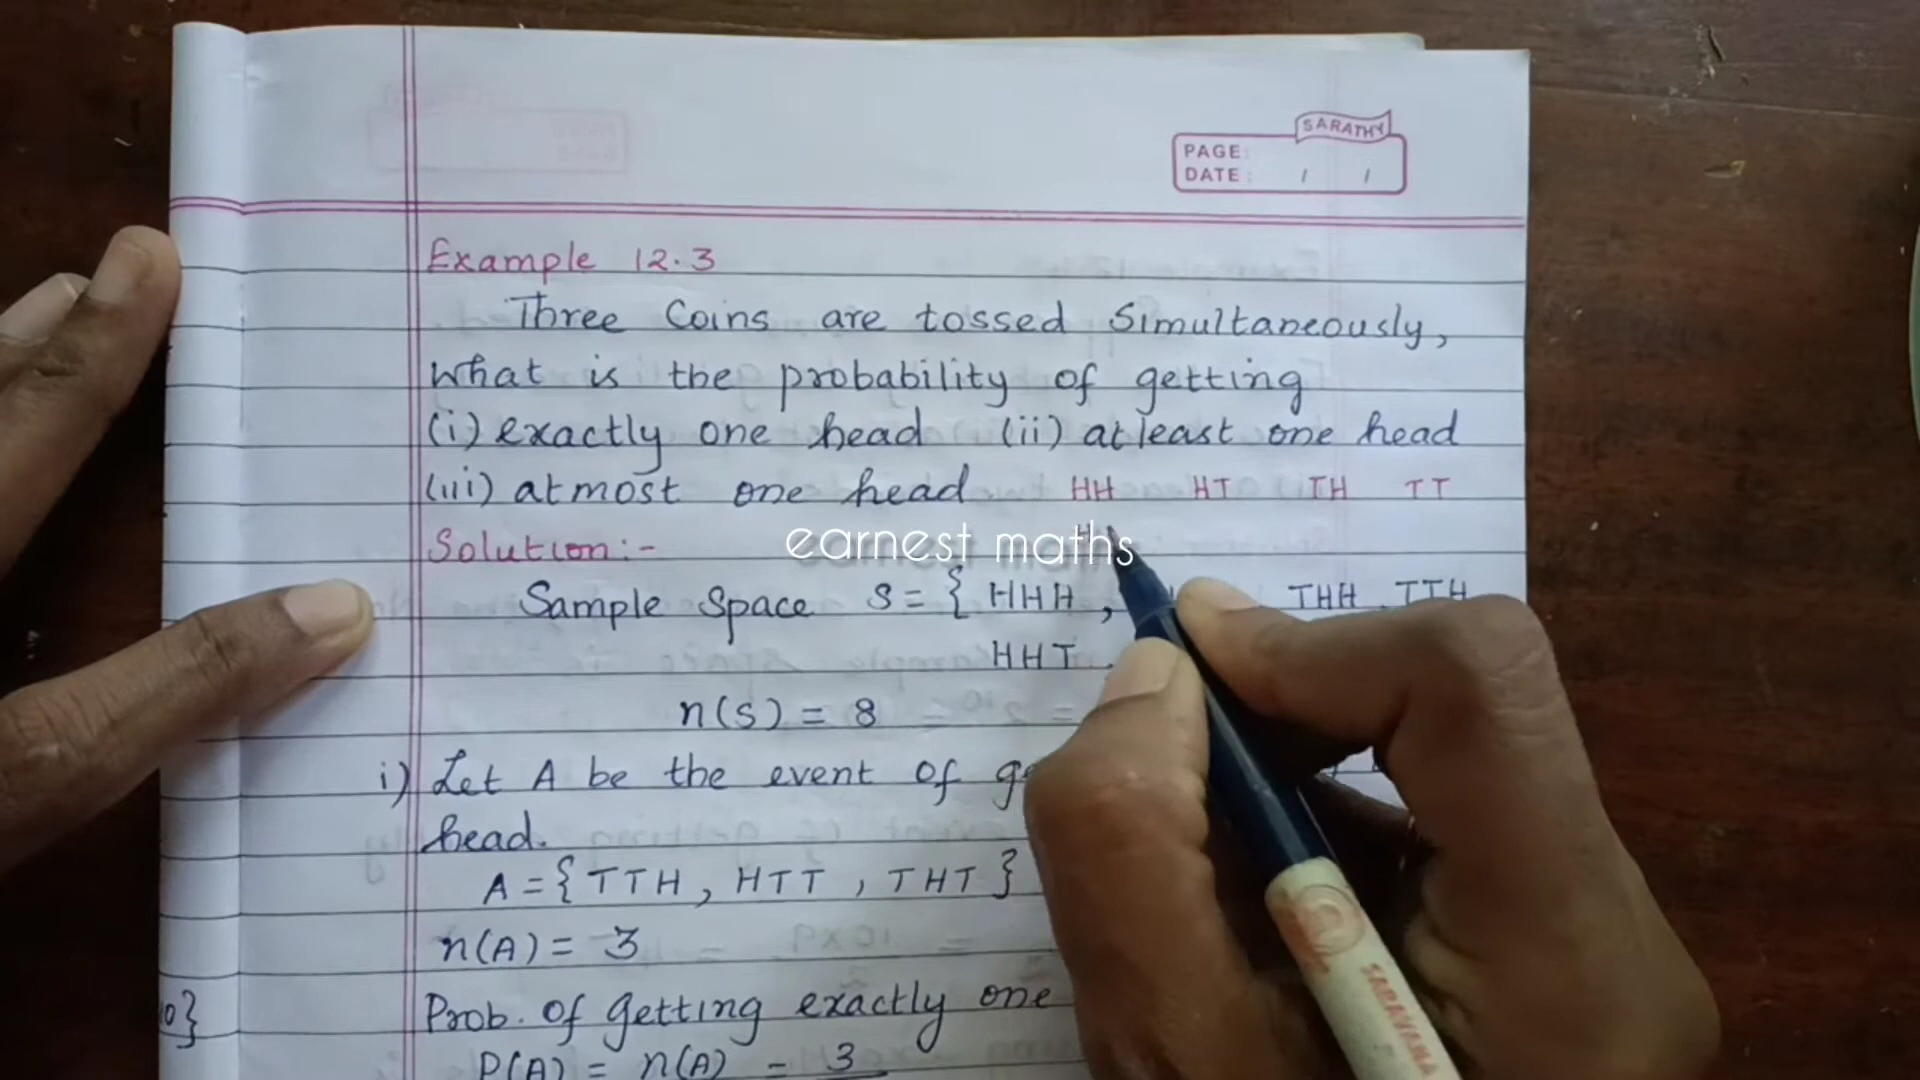 SARATHY
PAGE:
DATE: / /
Example 12.3
Three Coins are tossed Simultaneously,
What is the probability of getting
(i) exactly one head (ii) atleast one head
(iii) atmost one head HH HT TH TT
Solution:- H
earnest maths
Sample Space S = { HHH , THH , TTH
HHT ,
n(S) = 8
i) Let A be the event of
head.
A = { TTH , HTT , THT }
n(A) = 3
Prob. of getting exactly one
P(A) = n(A) = 3
SARAVANA